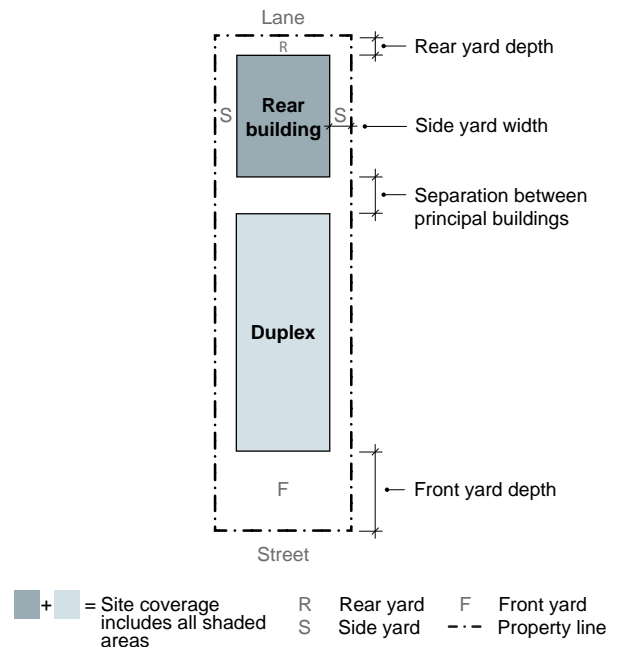 Lane
R
Rear yard depth
S
Rear
building
S
Side yard width
Separation between
principal buildings
Duplex
F
Front yard depth
Street
+ = Site coverage
includes all shaded
areas
R Rear yard
S Side yard
F Front yard
Property line